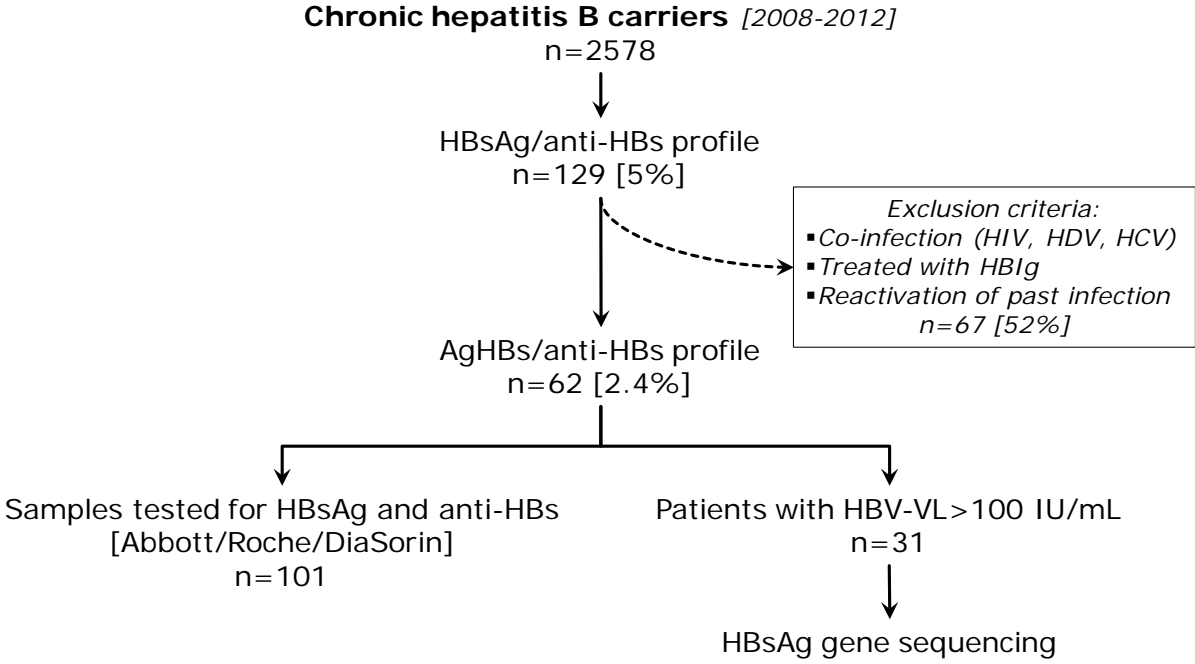 Chronic hepatitis B carriers [2008-2012]
n=2578
HBsAg/anti-HBs profile
n=129 [5%]
Exclusion criteria:
▪Co-infection (HIV, HDV, HCV)
▪Treated with HBIg
▪Reactivation of past infection
n=67 [52%]
AgHBs/anti-HBs profile
n=62 [2.4%]
Samples tested for HBsAg and anti-HBs
[Abbott/Roche/DiaSorin]
n=101
Patients with HBV-VL>100 IU/mL
n=31
HBsAg gene sequencing